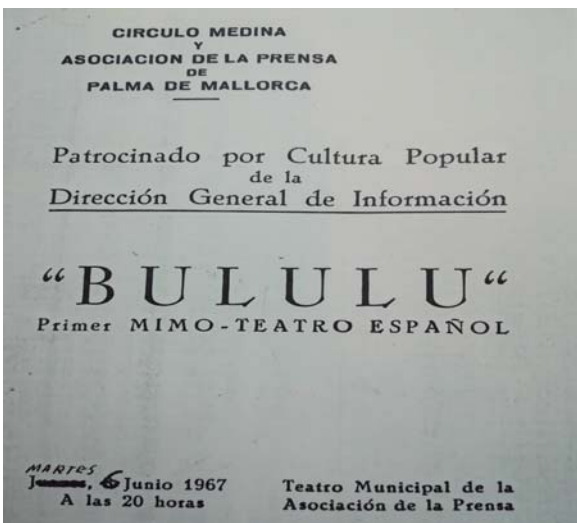 CIRCULO MEDINA
Y
ASOCIACION DE LA PRENSA
DE
PALMA DE MALLORCA
Patrocinado por Cultura Popular
de la
Dirección General de Información
“BULULU“
Primer MIMO-TEATRO ESPAÑOL
MARTES
6 Junio 1967
A las 20 horas
Teatro Municipal de la
Asociación de la Prensa